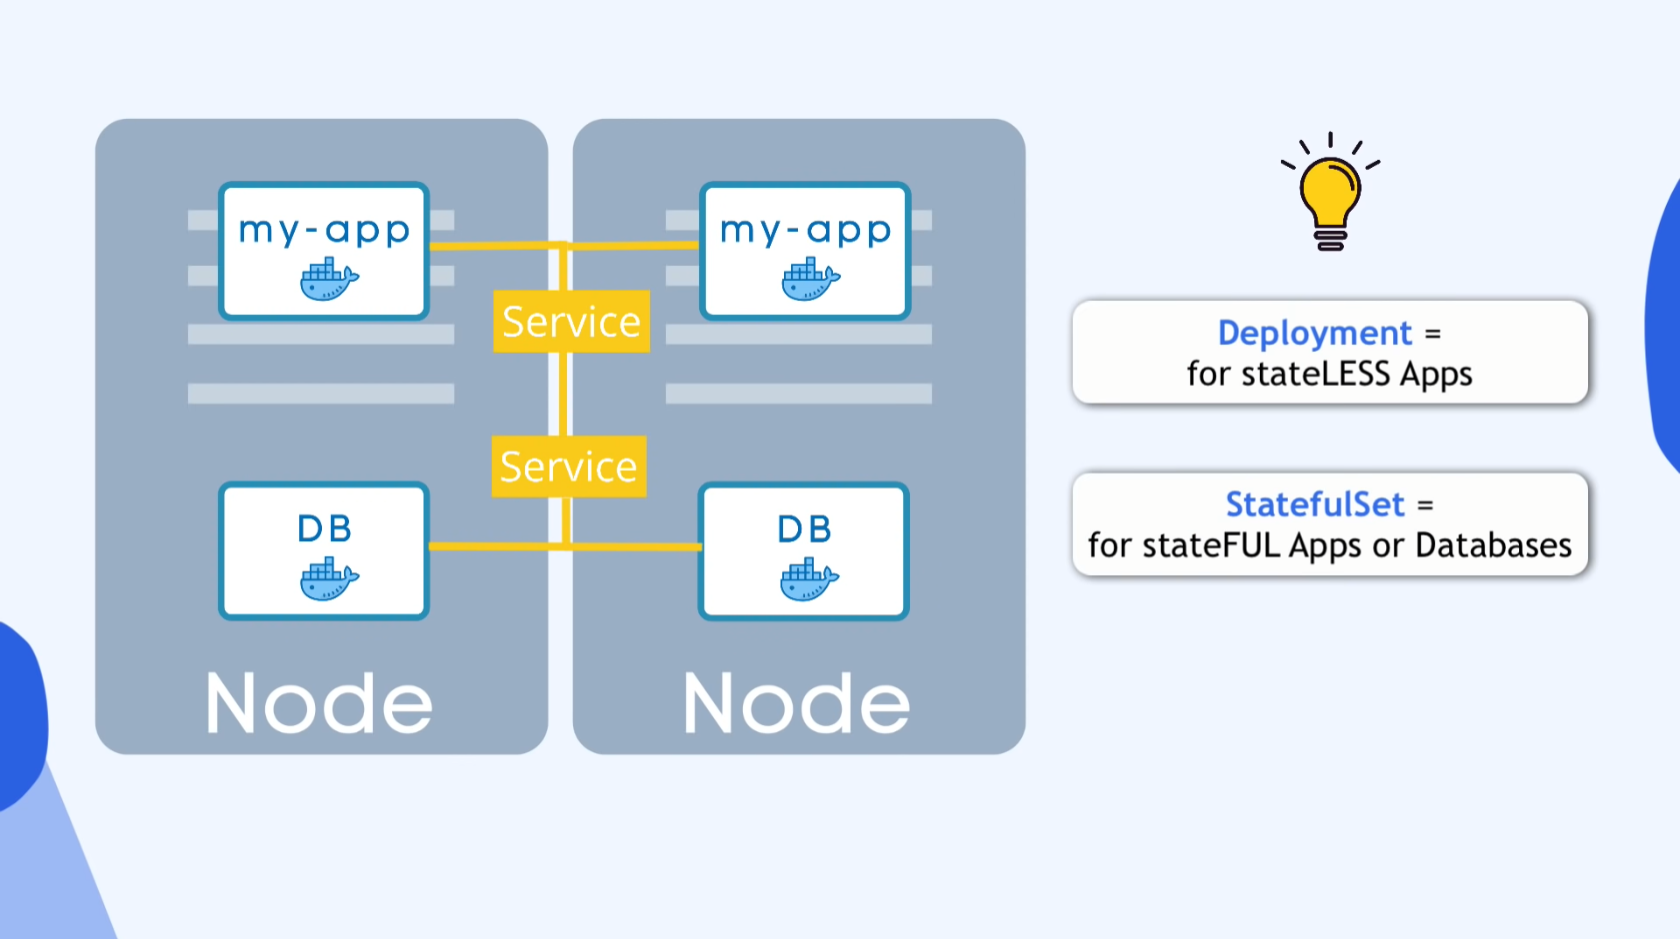 my-app
my-app
Service
Service
DB
DB
Node
Node
Deployment =
for stateLESS Apps
StatefulSet =
for stateFUL Apps or Databases